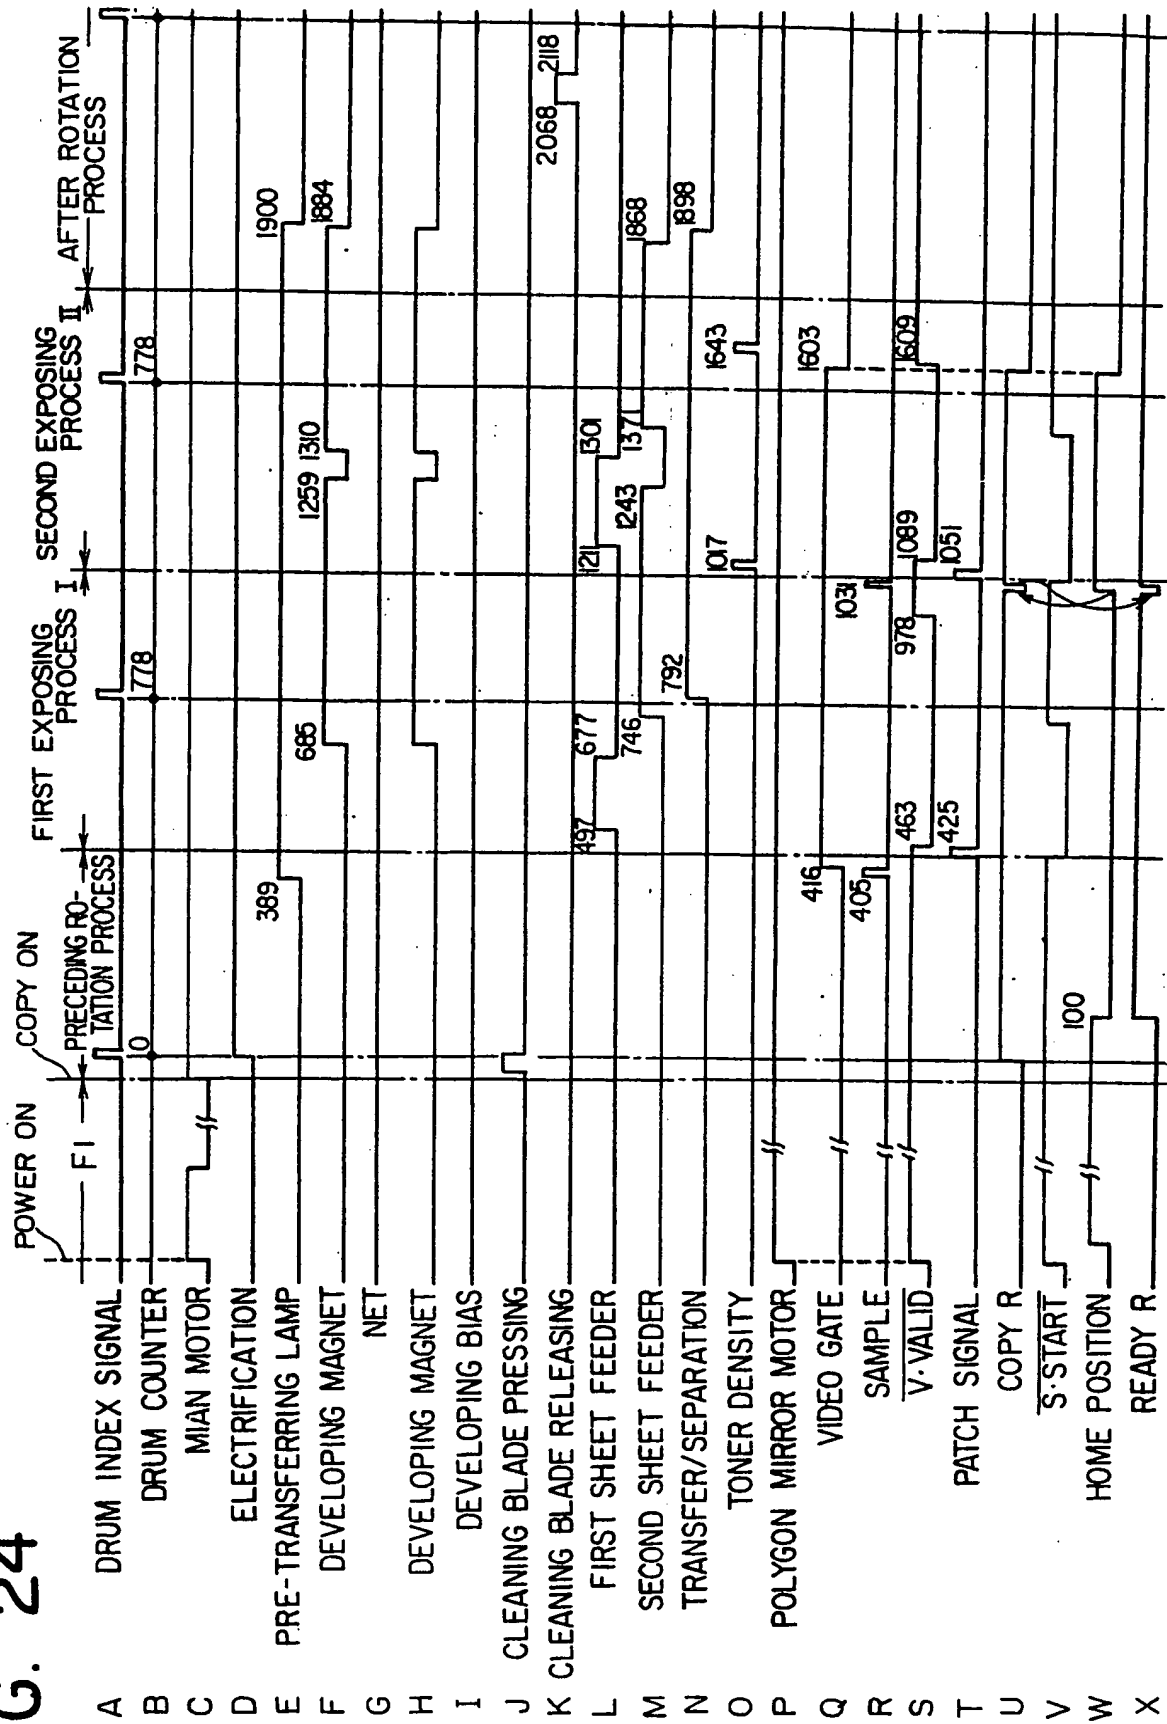 G. 24
POWER ON
COPY ON
F1
PRECEDING RO-
TATION PROCESS
FIRST EXPOSING
PROCESS I
SECOND EXPOSING
PROCESS II
AFTER ROTATION
PROCESS
A DRUM INDEX SIGNAL
B DRUM COUNTER 0 778 778
C MIAN MOTOR
D ELECTRIFICATION
E PRE-TRANSFERRING LAMP 389 1900
F DEVELOPING MAGNET 685 1259 1310 1884
G NET
H DEVELOPING MAGNET
I DEVELOPING BIAS
J CLEANING BLADE PRESSING
K CLEANING BLADE RELEASING 2068 2118
L FIRST SHEET FEEDER 497 677 1211 1301
M SECOND SHEET FEEDER 746 1243 1371 1868
N TRANSFER/SEPARATION 792 1898
O TONER DENSITY 1017 1643
P POLYGON MIRROR MOTOR
Q VIDEO GATE 416 1603
R SAMPLE 405 1031
S V·VALID 463 978 1089 1609
T PATCH SIGNAL 425 1051
U COPY R.
V S·START
W HOME POSITION 100
X READY R.